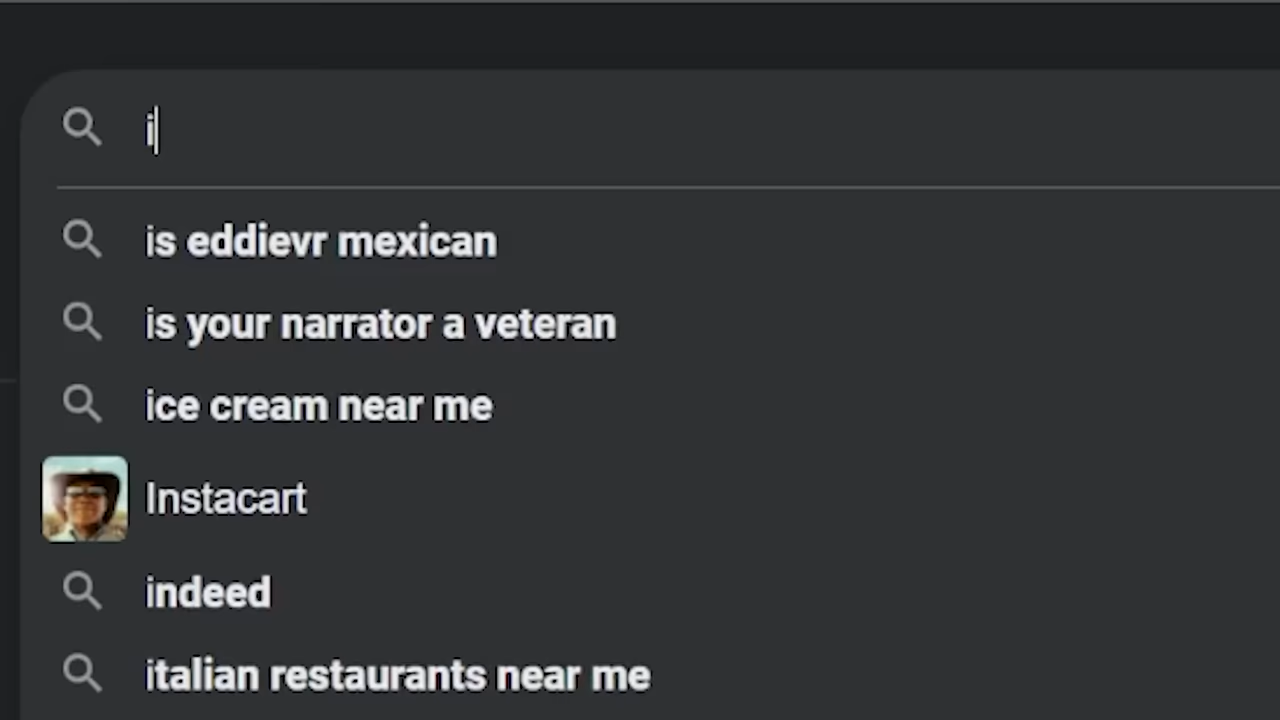 i
is eddievr mexican
is your narrator a veteran
ice cream near me
Instacart
indeed
italian restaurants near me